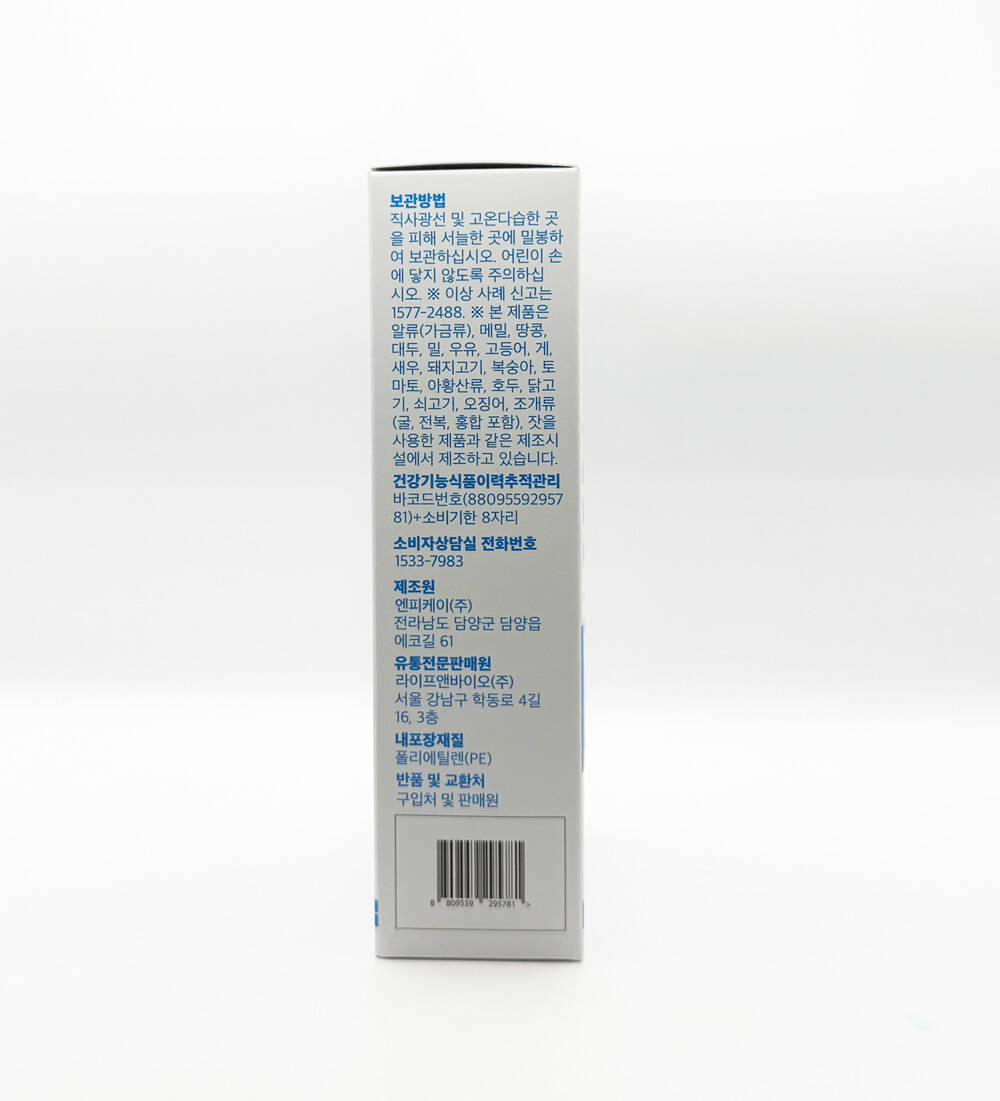 보관방법
직사광선 및 고온다습한 곳
을 피해 서늘한 곳에 밀봉하
여 보관하십시오. 어린이 손
에 닿지 않도록 주의하십
시오. ※ 이상 사례 신고는
1577-2488. ※ 본 제품은
알류(가금류), 메밀, 땅콩,
대두, 밀, 우유, 고등어, 게,
새우, 돼지고기, 복숭아, 토
마토, 아황산류, 호두, 닭고
기, 쇠고기, 오징어, 조개류
(굴, 전복, 홍합 포함), 잣을
사용한 제품과 같은 제조시
설에서 제조하고 있습니다.
건강기능식품이력추적관리
바코드번호(88095592957
81)+소비기한 8자리
소비자상담실 전화번호
1533-7983
제조원
엔피케이(주)
전라남도 담양군 담양읍
에코길 61
유통전문판매원
라이프앤바이오(주)
서울 강남구 학동로 4길
16, 3층
내포장재질
폴리에틸렌(PE)
반품 및 교환처
구입처 및 판매원
8 809559 295781 >